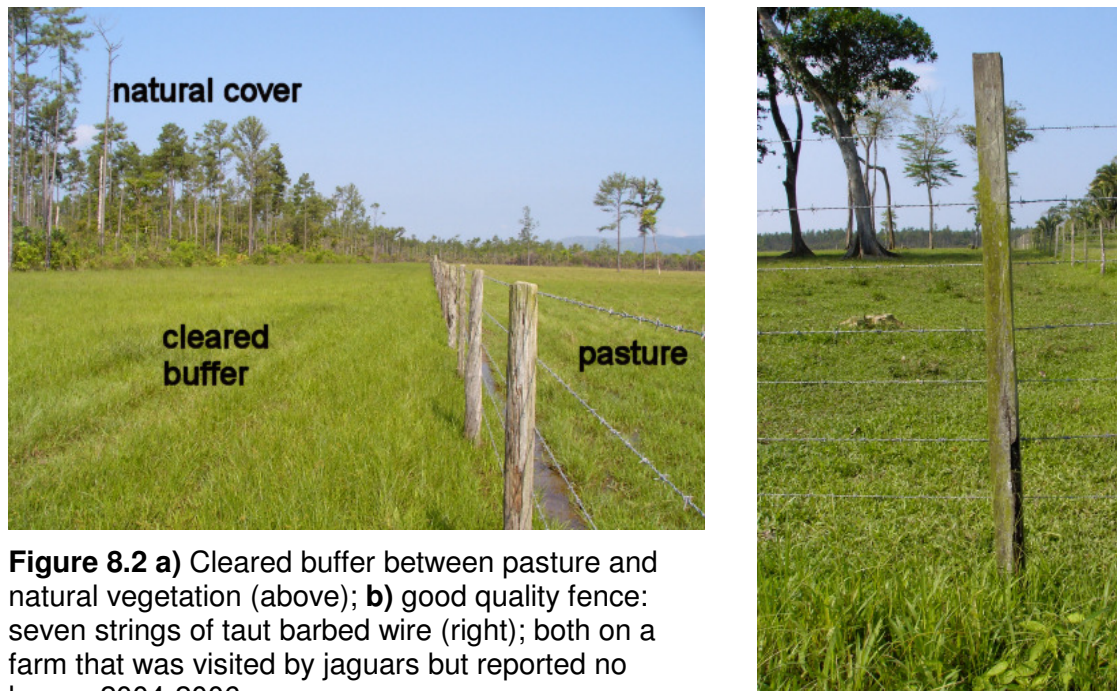 natural cover
cleared
buffer
pasture
Figure 8.2 a) Cleared buffer between pasture and
natural vegetation (above); b) good quality fence:
seven strings of taut barbed wire (right); both on a
farm that was visited by jaguars but reported no